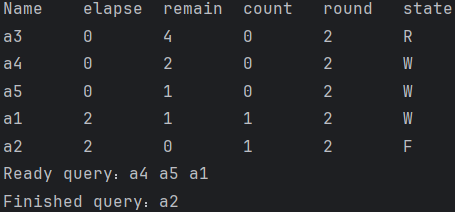 Name elapse remain count round state
a3 0 4 0 2 R
a4 0 2 0 2 W
a5 0 1 0 2 W
a1 2 1 1 2 W
a2 2 0 1 2 F
Ready query: a4 a5 a1
Finished query: a2